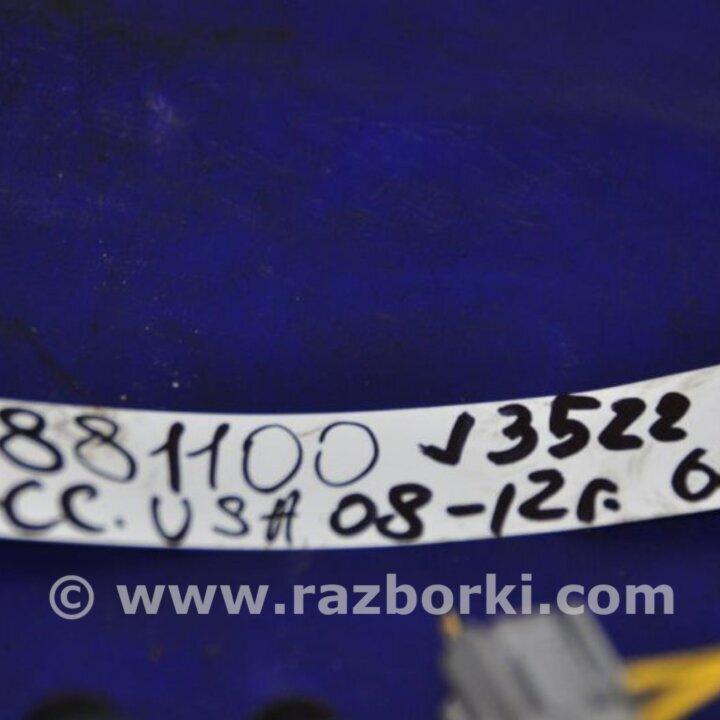 881100 √3522
CC. USA 08-12г. 6
© www.razborki.com